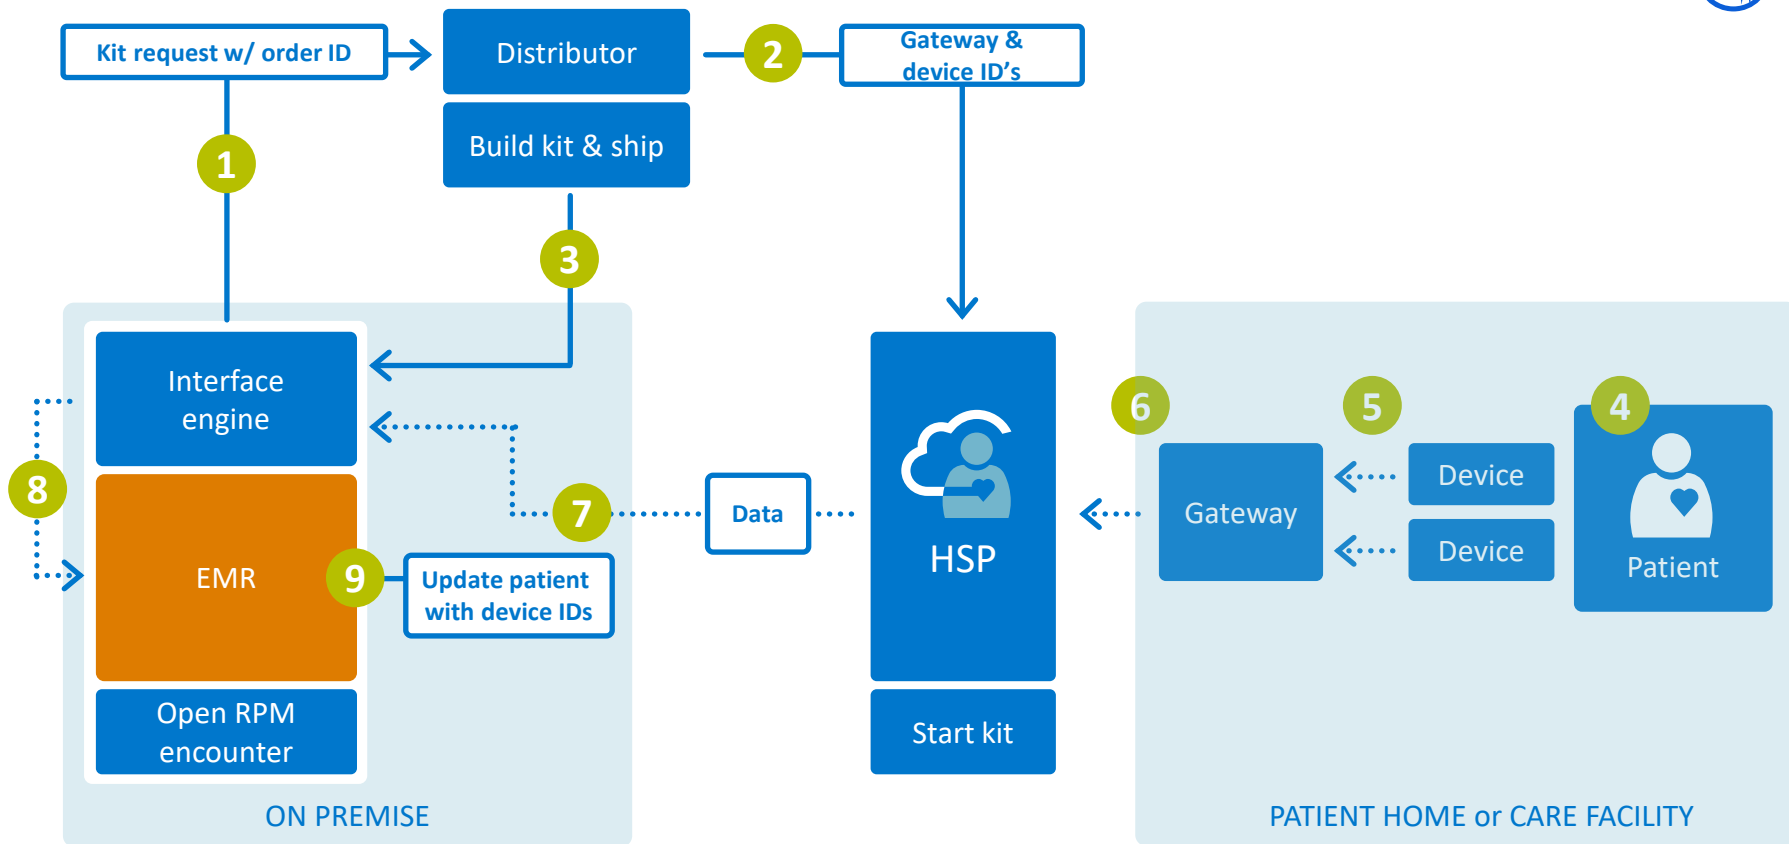 Kit request w/ order ID
Distributor
2
Gateway &
device ID's
Build kit & ship
1
3
Interface
engine
6
5
4
8
Gateway
Device
Device
Patient
7
Data
HSP
EMR
9
Update patient
with device IDs
Open RPM
encounter
Start kit
ON PREMISE
PATIENT HOME or CARE FACILITY